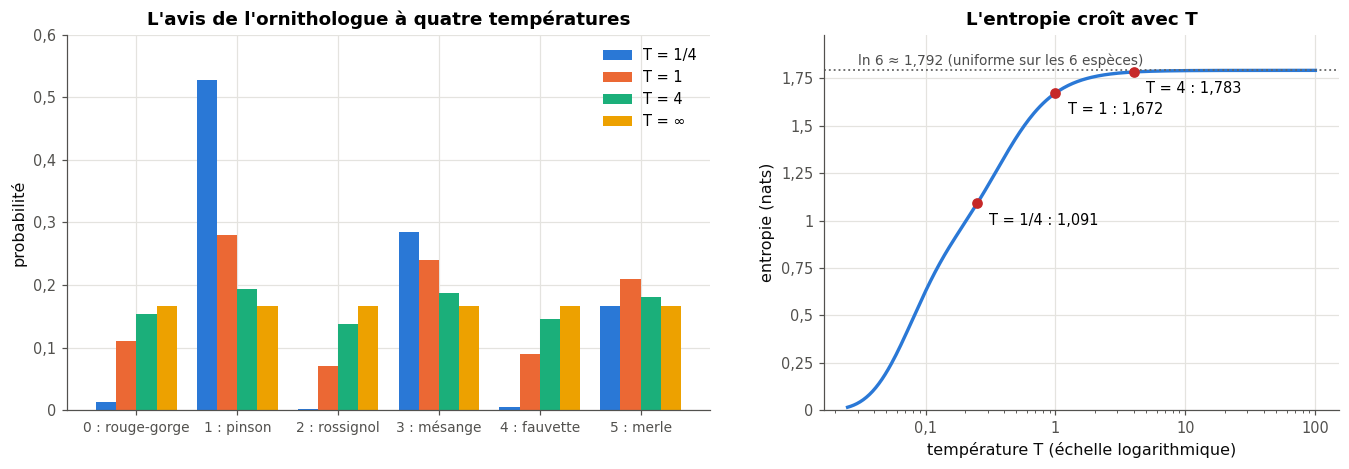 L'avis de l'ornithologue à quatre températures
probabilité
0,6
0,5
0,4
0,3
0,2
0,1
0
T = 1/4
T = 1
T = 4
T = ∞
0 : rouge-gorge
1 : pinson
2 : rossignol
3 : mésange
4 : fauvette
5 : merle
L'entropie croît avec T
entropie (nats)
1,75
1,5
1,25
1
0,75
0,5
0,25
0
ln 6 ≈ 1,792 (uniforme sur les 6 espèces)
T = 4 : 1,783
T = 1 : 1,672
T = 1/4 : 1,091
0,1
1
10
100
température T (échelle logarithmique)